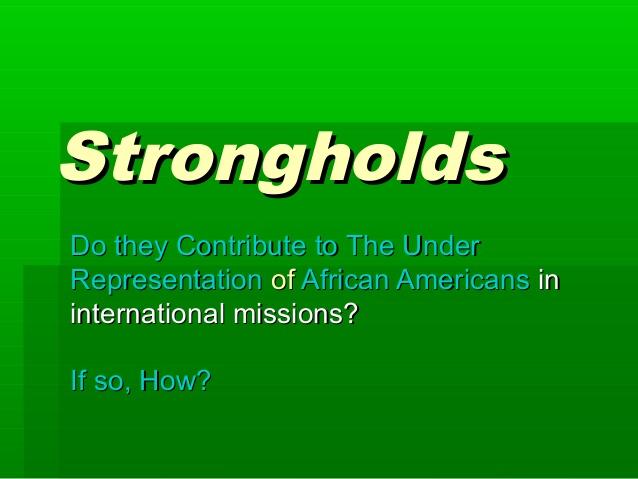 Strongholds
Do they Contribute to The Under
Representation of African Americans in
international missions?
If so, How?